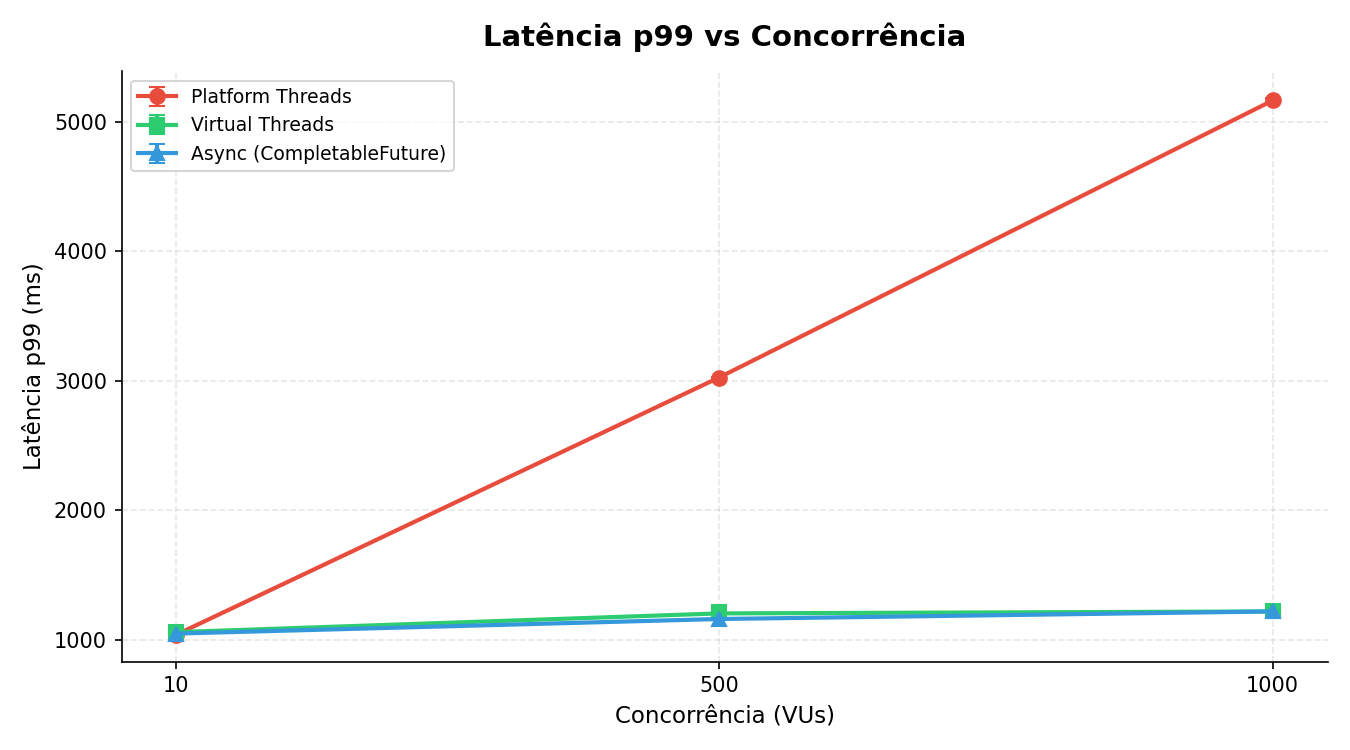 Latência p99 vs Concorrência
Platform Threads
Virtual Threads
Async (CompletableFuture)
Latência p99 (ms)
5000
4000
3000
2000
1000
10
500
1000
Concorrência (VUs)